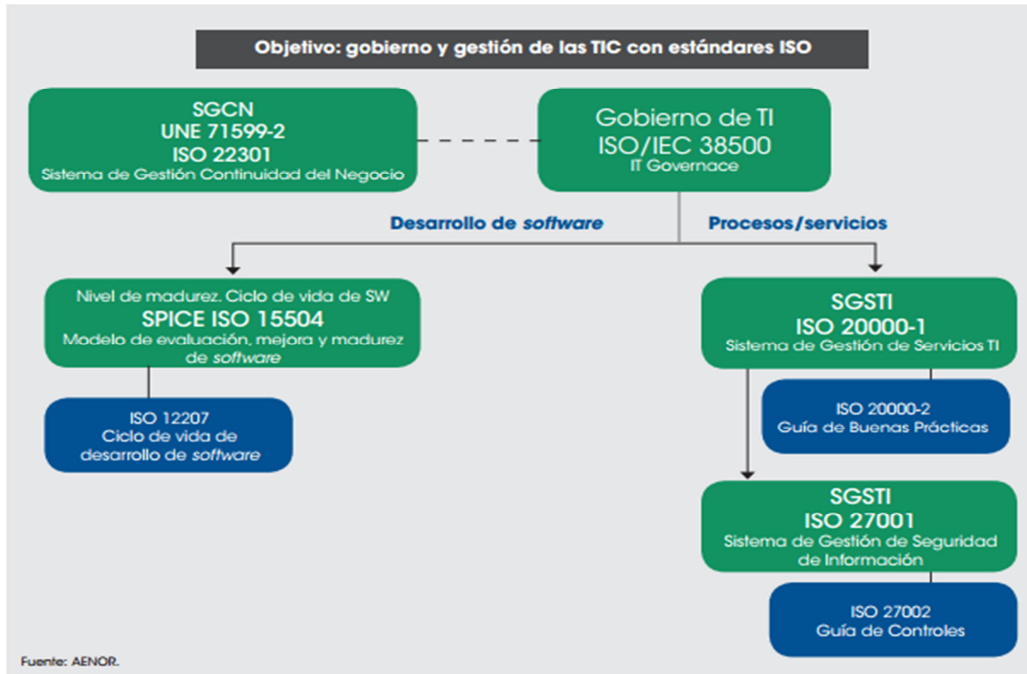 Objetivo: gobierno y gestión de las TIC con estándares ISO
SGCN
UNE 71599-2
ISO 22301
Sistema de Gestión Continuidad del Negocio
Gobierno de TI
ISO/IEC 38500
IT Governace
Desarrollo de software
Procesos/servicios
Nivel de madurez. Ciclo de vida de SW
SPICE ISO 15504
Modelo de evaluación, mejora y madurez
de software
ISO 12207
Ciclo de vida de
desarrollo de software
SGSTI
ISO 20000-1
Sistema de Gestión de Servicios TI
ISO 20000-2
Guía de Buenas Prácticas
SGSTI
ISO 27001
Sistema de Gestión de Seguridad
de Información
ISO 27002
Guía de Controles
Fuente: AENOR.